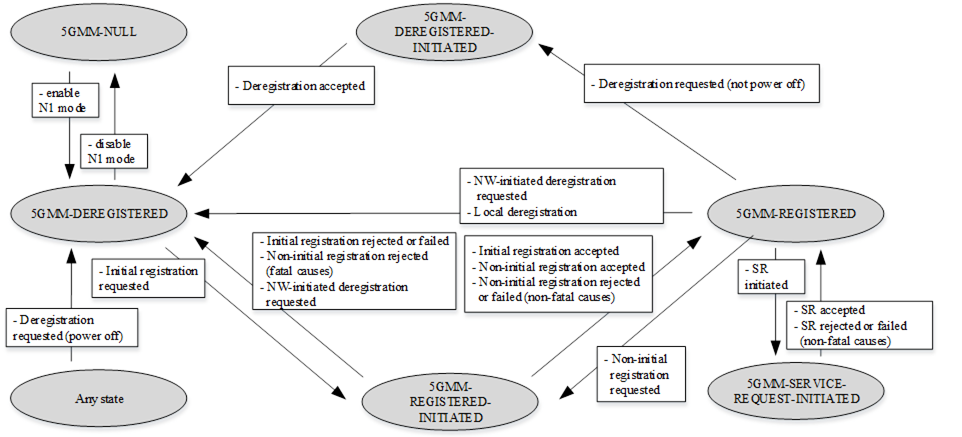 5GMM-NULL
5GMM-
DEREGISTERED-
INITIATED
- Deregistration accepted
- Deregistration requested (not power off)
- enable
N1 mode
- disable
N1 mode
- NW-initiated deregistration
requested
- Local deregistration
5GMM-DEREGISTERED
5GMM-REGISTERED
- Initial registration
requested
- Initial registration rejected or failed
- Non-initial registration rejected
(fatal causes)
- NW-initiated deregistration
requested
- Initial registration accepted
- Non-initial registration accepted
- Non-initial registration rejected
or failed (non-fatal causes)
- SR
initiated
- SR accepted
- SR rejected or failed
(non-fatal causes)
- Deregistration
requested (power off)
- Non-initial
registration
requested
Any state
5GMM-
REGISTERED-
INITIATED
5GMM-SERVICE-
REQUEST-INITIATED